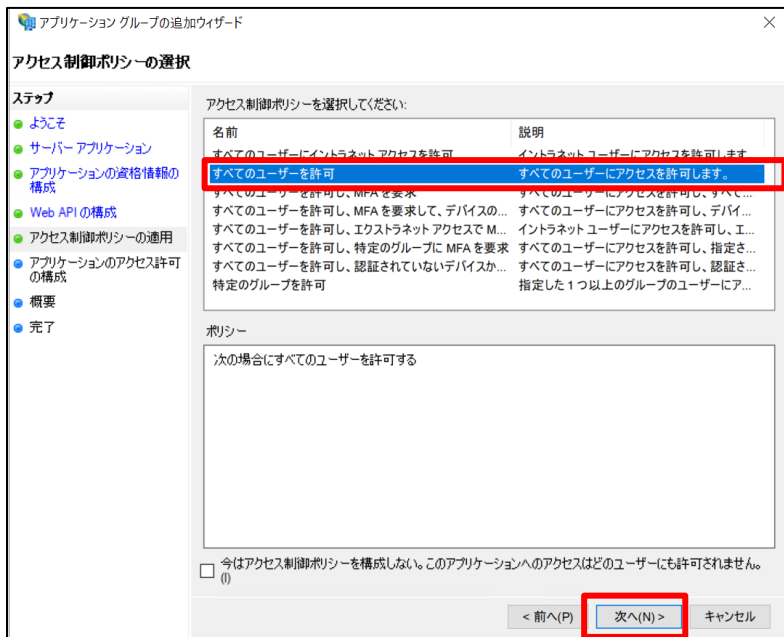 アプリケーション グループの追加ウィザード
アクセス制御ポリシーの選択
ステップ
ようこそ
サーバー アプリケーション
アプリケーションの資格情報の
構成
Web API の構成
アクセス制御ポリシーの適用
アプリケーションのアクセス許可
の構成
概要
完了
アクセス制御ポリシーを選択してください:
名前 説明
すべてのユーザーにイントラネット アクセスを許可 イントラネット ユーザーにアクセスを許可します
すべてのユーザーを許可 すべてのユーザーにアクセスを許可します。
すべてのユーザーを許可し、MFA を要求 すべてのユーザーにアクセスを許可し、すべて...
すべてのユーザーを許可し、MFA を要求して、デバイスの... すべてのユーザーにアクセスを許可し、デバイ...
すべてのユーザーを許可し、エクストラネット アクセスで M... イントラネット ユーザーにアクセスを許可し、エ...
すべてのユーザーを許可し、特定のグループに MFA を要求 すべてのユーザーにアクセスを許可し、指定さ...
すべてのユーザーを許可し、認証されていないデバイスか... すべてのユーザーにアクセスを許可し、認証さ...
特定のグループを許可 指定した 1 つ以上のグループのユーザーにア...
ポリシー
次の場合にすべてのユーザーを許可する
今はアクセス制御ポリシーを構成しない。このアプリケーションへのアクセスはどのユーザーにも許可されません。
(I)
< 前へ(P) 次へ(N) > キャンセル